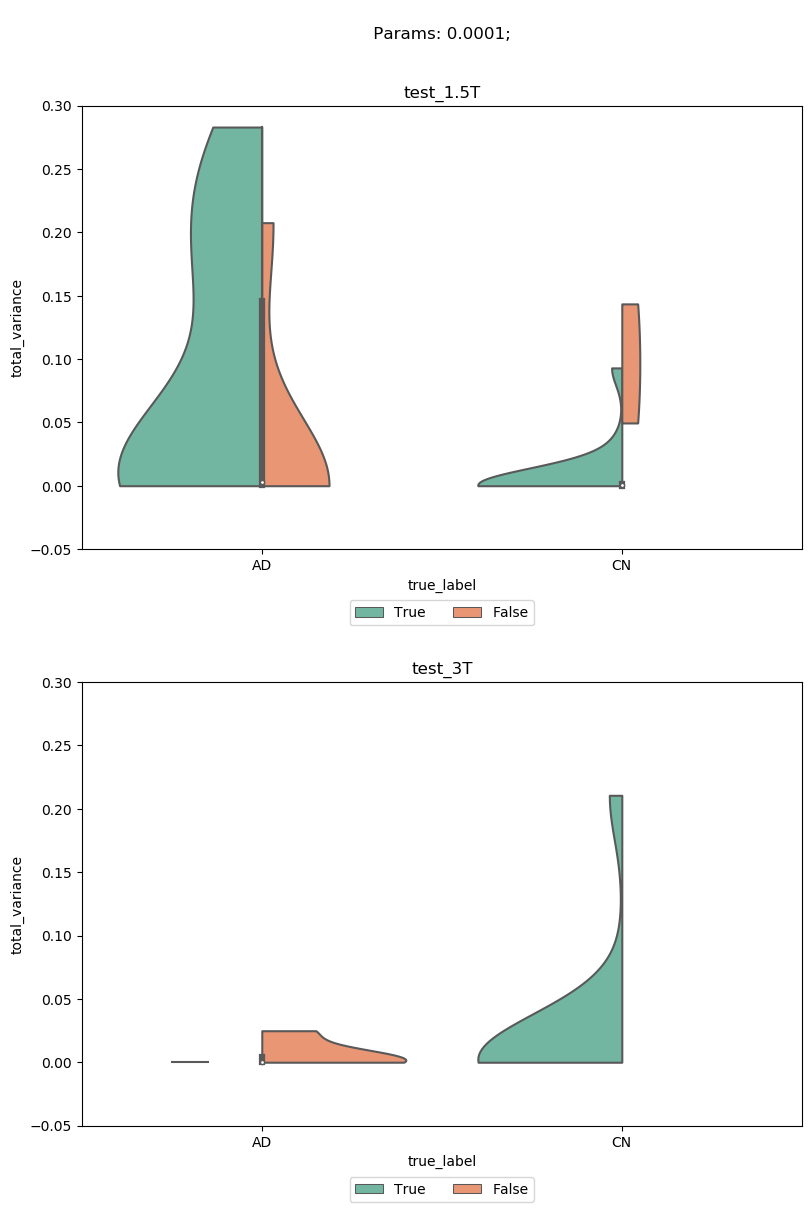 Params: 0.0001;
test_1.5T
0.30
0.25
0.20
0.15
0.10
0.05
0.00
−0.05
total_variance
AD
CN
true_label
True
False
test_3T
0.30
0.25
0.20
0.15
0.10
0.05
0.00
−0.05
total_variance
AD
CN
true_label
True
False